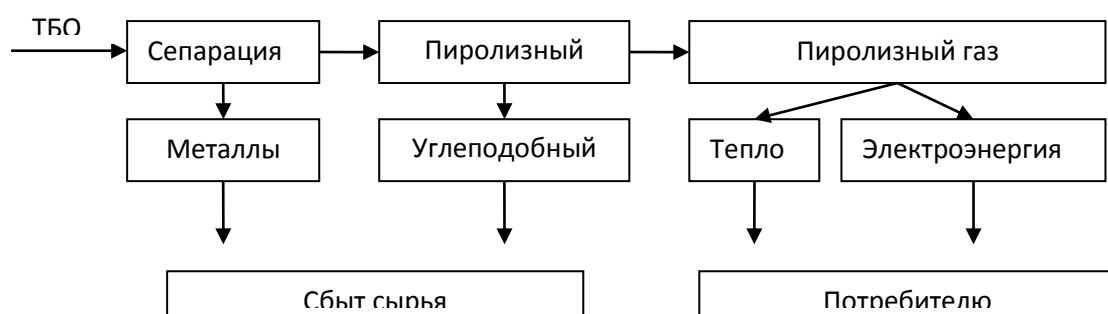 ТБО
Сепарация
Пиролизный
Пиролизный газ
Металлы
Углеподобный
Тепло
Электроэнергия
Сбыт сырья
Потребителю